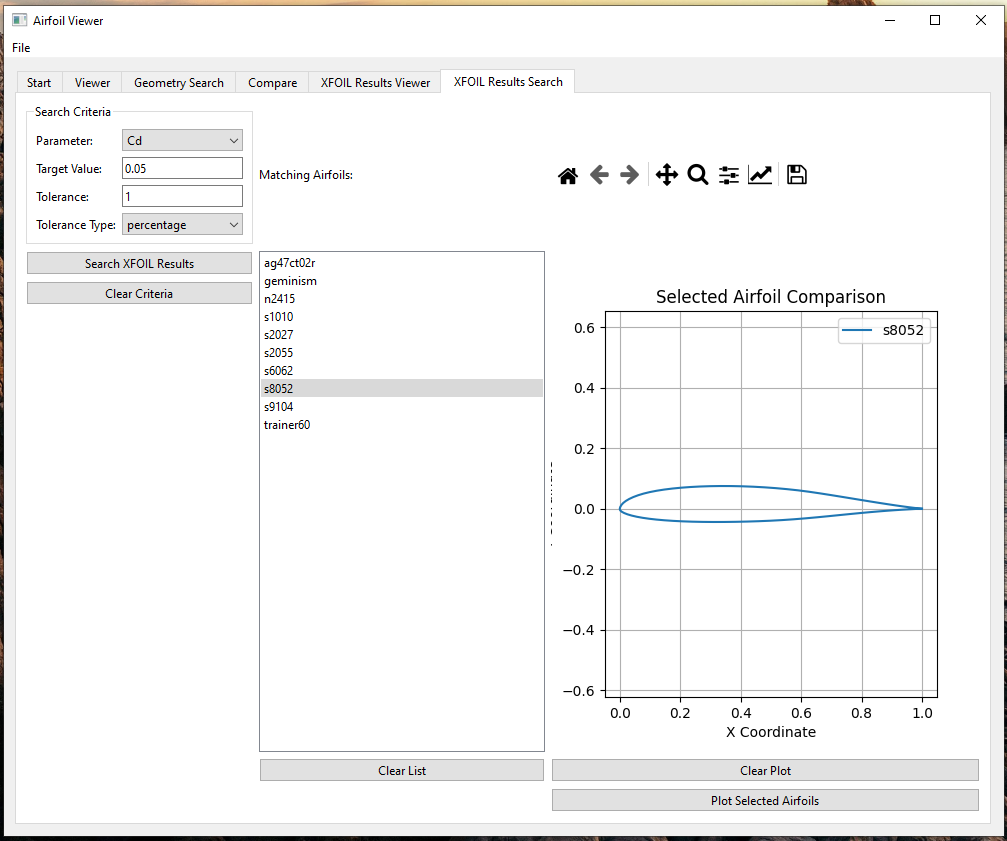 Airfoil Viewer
File
Start Viewer Geometry Search Compare XFOIL Results Viewer XFOIL Results Search
Search Criteria
Parameter: Cd
Target Value: 0.05
Tolerance: 1
Tolerance Type: percentage
Search XFOIL Results
Clear Criteria
Matching Airfoils:
ag47ct02r
geminism
n2415
s1010
s2027
s2055
s6062
s8052
s9104
trainer60
Clear List
Selected Airfoil Comparison
s8052
0.6
0.4
0.2
0.0
−0.2
−0.4
−0.6
0.0 0.2 0.4 0.6 0.8 1.0
X Coordinate
Clear Plot
Plot Selected Airfoils